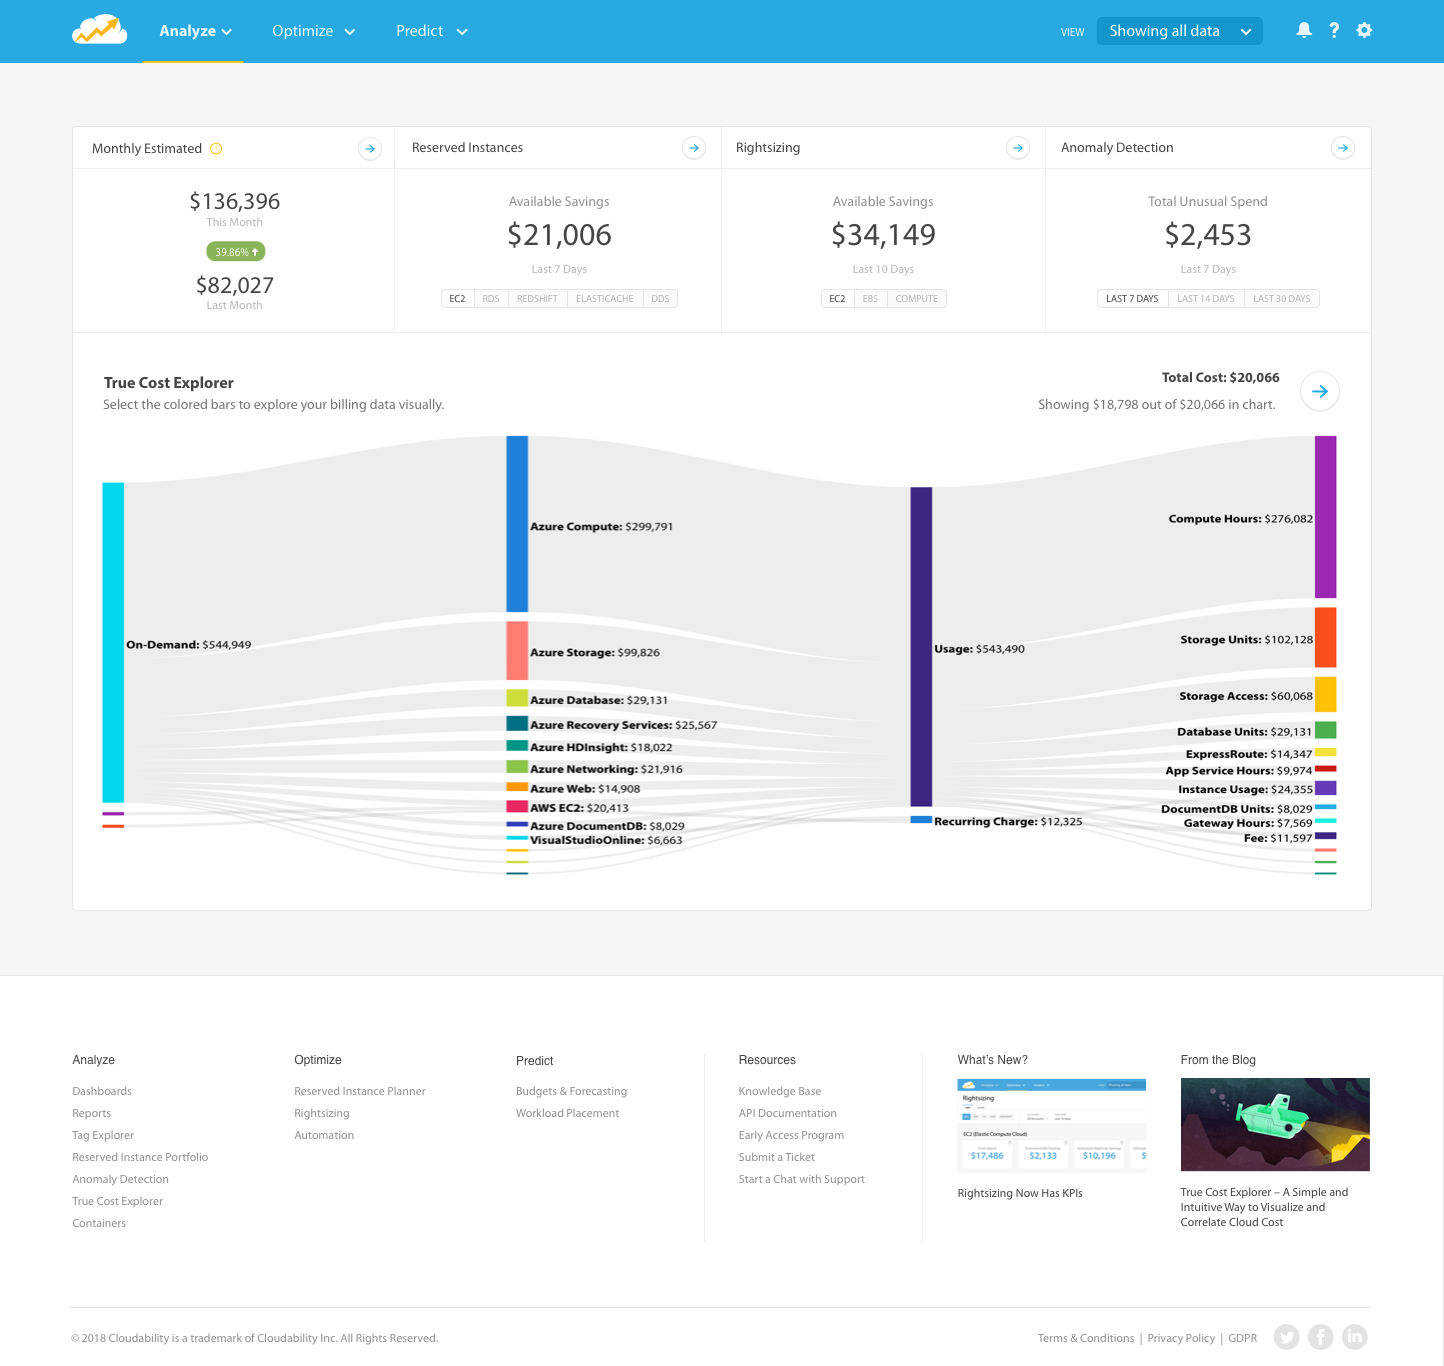 Analyze
Optimize
Predict
VIEW
Showing all data
?
Monthly Estimated
$136,396
This Month
39.86%
$82,027
Last Month
Reserved Instances
Available Savings
$21,006
Last 7 Days
EC2 RDS REDSHIFT ELASTICACHE DDS
Rightsizing
Available Savings
$34,149
Last 10 Days
EC2 EBS COMPUTE
Anomaly Detection
Total Unusual Spend
$2,453
Last 7 Days
LAST 7 DAYS LAST 14 DAYS LAST 30 DAYS
True Cost Explorer
Select the colored bars to explore your billing data visually.
Total Cost: $20,066
Showing $18,798 out of $20,066 in chart.
On-Demand: $544,949
Azure Compute: $299,791
Azure Storage: $99,826
Azure Database: $29,131
Azure Recovery Services: $25,567
Azure HDInsight: $18,022
Azure Networking: $21,916
Azure Web: $14,908
AWS EC2: $20,413
Azure DocumentDB: $8,029
VisualStudioOnline: $6,663
Usage: $543,490
Recurring Charge: $12,325
Compute Hours: $276,082
Storage Units: $102,128
Storage Access: $60,068
Database Units: $29,131
ExpressRoute: $14,347
App Service Hours: $9,974
Instance Usage: $24,355
DocumentDB Units: $8,029
Gateway Hours: $7,569
Fee: $11,597
Analyze
Dashboards
Reports
Tag Explorer
Reserved Instance Portfolio
Anomaly Detection
True Cost Explorer
Containers
Optimize
Reserved Instance Planner
Rightsizing
Automation
Predict
Budgets & Forecasting
Workload Placement
Resources
Knowledge Base
API Documentation
Early Access Program
Submit a Ticket
Start a Chat with Support
What's New?
Rightsizing
EC2 (Elastic Compute Cloud)
$17,486 $2,133 $10,196
Rightsizing Now Has KPIs
From the Blog
True Cost Explorer – A Simple and
Intuitive Way to Visualize and
Correlate Cloud Cost
© 2018 Cloudability is a trademark of Cloudability Inc. All Rights Reserved.
Terms & Conditions | Privacy Policy | GDPR